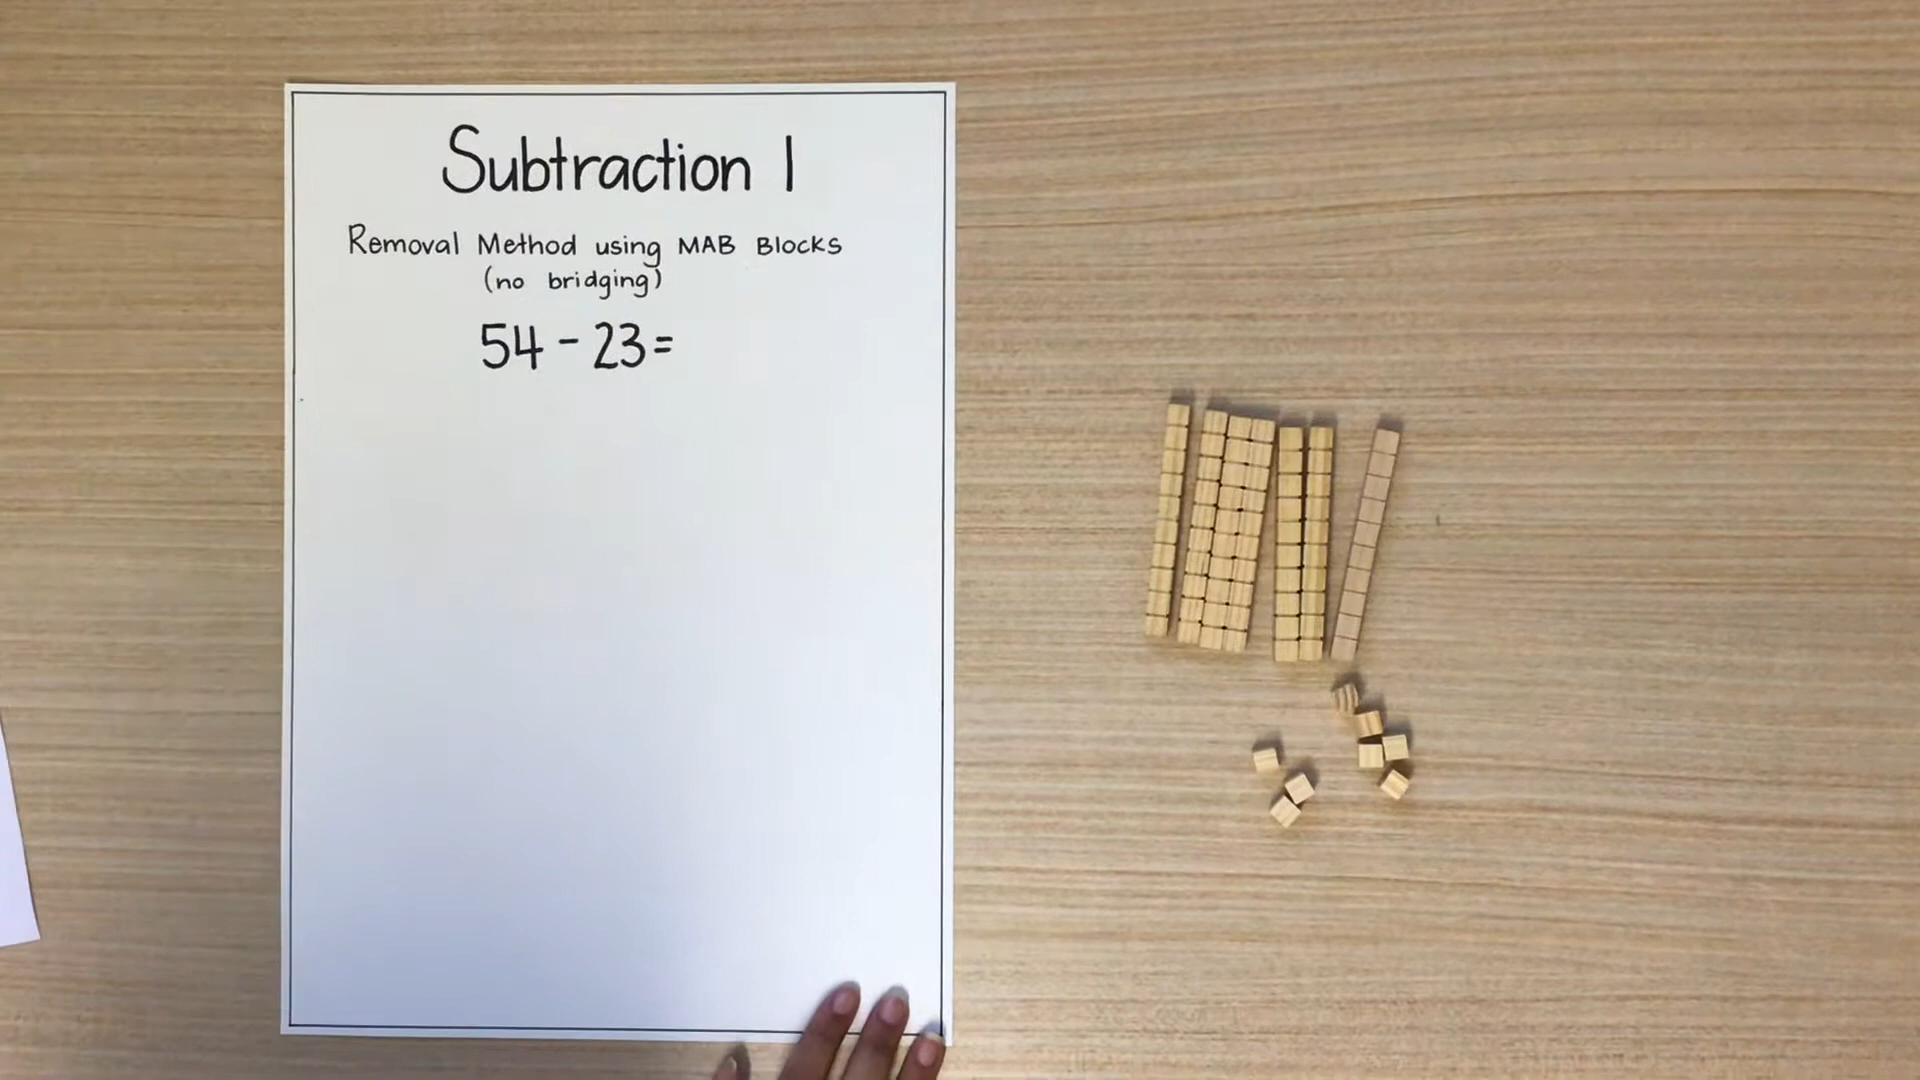 Subtraction 1
Removal Method using MAB Blocks
(no bridging)
54 - 23 =